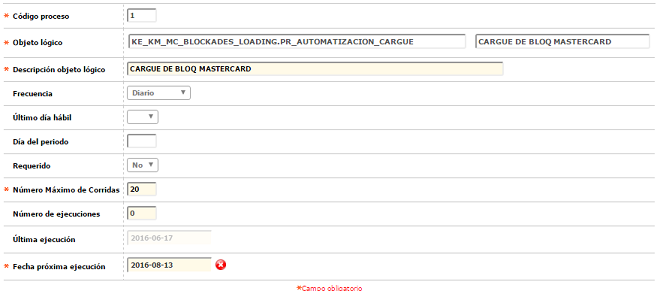 * Código proceso 1
* Objeto lógico KE_KM_MC_BLOCKADES_LOADING.PR_AUTOMATIZACION_CARGUE CARGUE DE BLOQ MASTERCARD
* Descripción objeto lógico CARGUE DE BLOQ MASTERCARD
Frecuencia Diario
Último día hábil
Día del periodo
Requerido No
* Número Máximo de Corridas 20
Número de ejecuciones 0
Última ejecución 2016-06-17
* Fecha próxima ejecución 2016-08-13
*Campo obligatorio